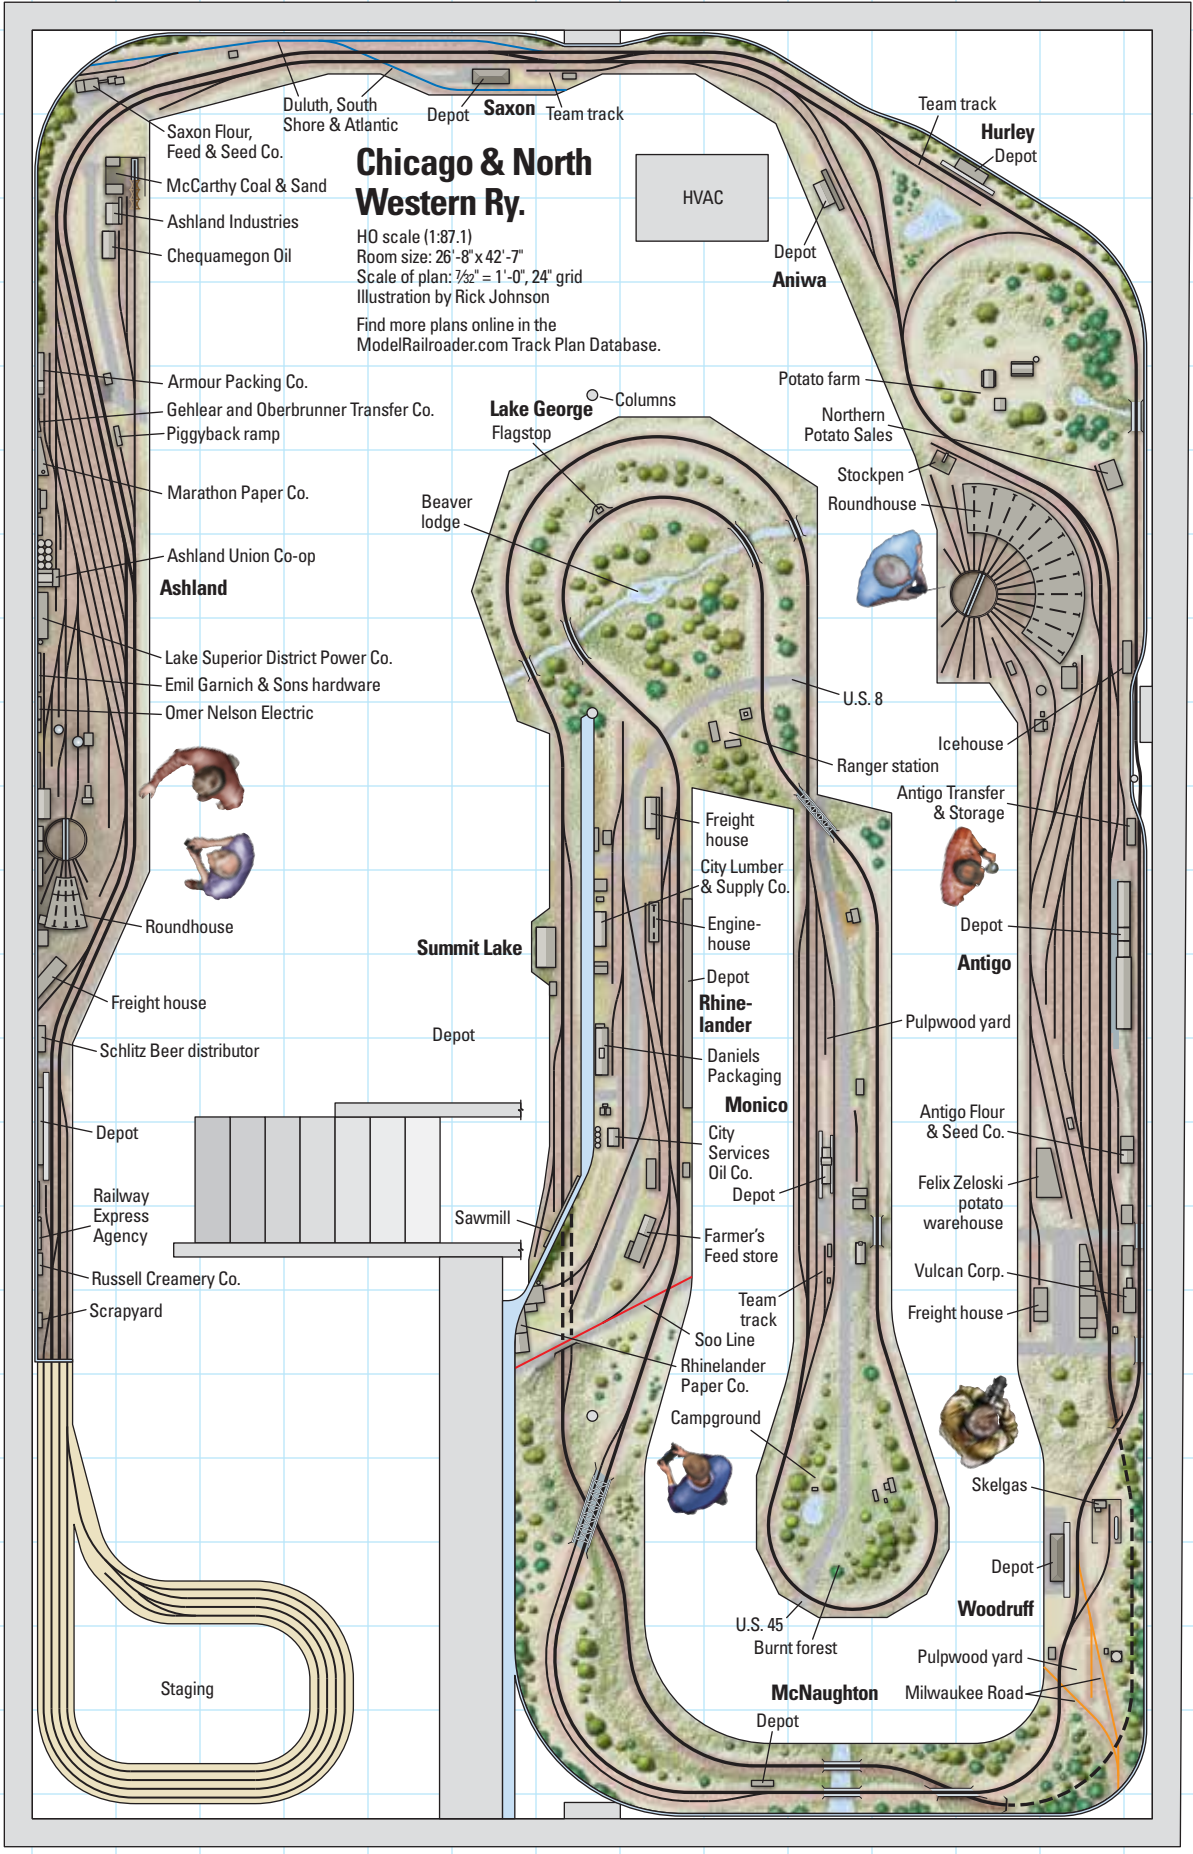 Duluth, South
Shore & Atlantic
Depot
Saxon
Team track
Saxon Flour,
Feed & Seed Co.
McCarthy Coal & Sand
Ashland Industries
Chequamegon Oil
Chicago & North
Western Ry.
HO scale (1:87.1)
Room size: 26'-8" x 42'-7"
Scale of plan: 7/32" = 1'-0", 24" grid
Illustration by Rick Johnson
Find more plans online in the
ModelRailroader.com Track Plan Database.
HVAC
Team track
Hurley
Depot
Depot
Aniwa
Armour Packing Co.
Gehlear and Oberbrunner Transfer Co.
Piggyback ramp
Marathon Paper Co.
Ashland Union Co-op
Ashland
Lake Superior District Power Co.
Emil Garnich & Sons hardware
Omer Nelson Electric
Roundhouse
Freight house
Schlitz Beer distributor
Depot
Railway
Express
Agency
Russell Creamery Co.
Scrapyard
Staging
Columns
Lake George
Flagstop
Beaver
lodge
Potato farm
Northern
Potato Sales
Stockpen
Roundhouse
U.S. 8
Ranger station
Icehouse
Antigo Transfer
& Storage
Freight
house
City Lumber
& Supply Co.
Engine-
house
Depot
Rhine-
lander
Daniels
Packaging
Monico
City
Services
Oil Co.
Depot
Summit Lake
Depot
Sawmill
Farmer's
Feed store
Team
track
Soo Line
Rhinelander
Paper Co.
Campground
Depot
Antigo
Pulpwood yard
Antigo Flour
& Seed Co.
Felix Zeloski
potato
warehouse
Vulcan Corp.
Freight house
Skelgas
Depot
Woodruff
U.S. 45
Burnt forest
Pulpwood yard
Milwaukee Road
McNaughton
Depot